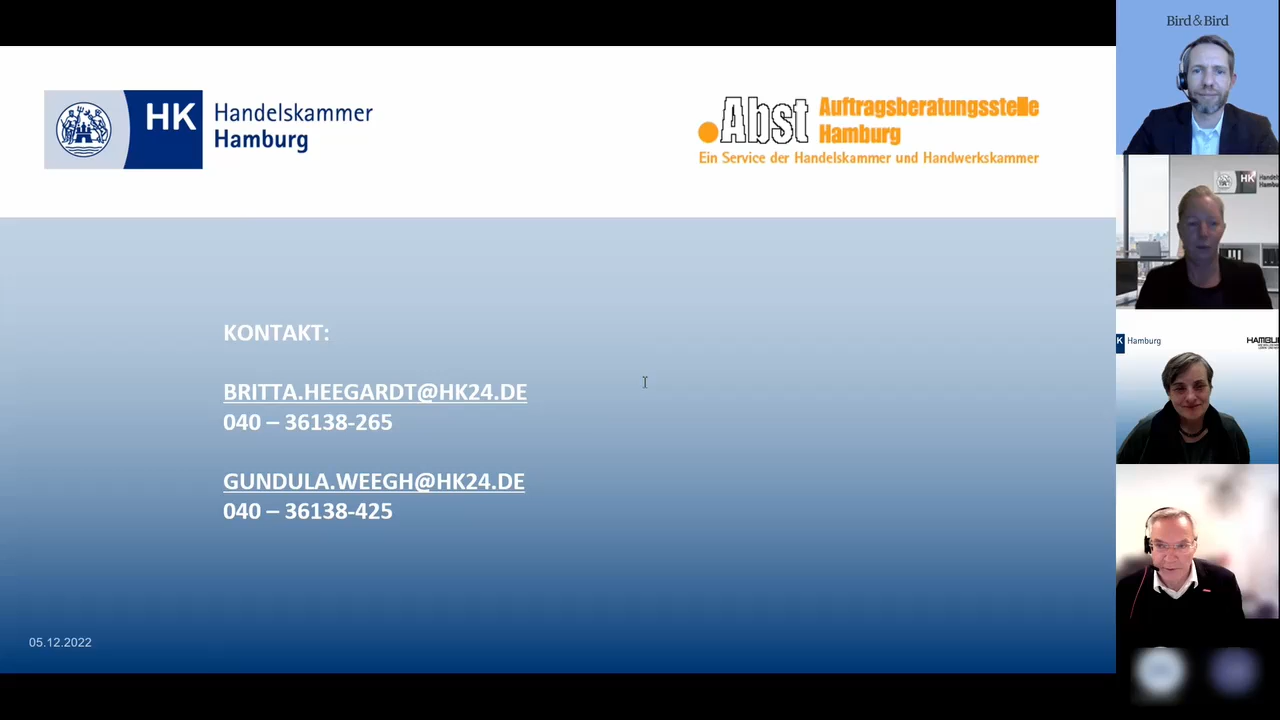 HK Handelskammer
Hamburg
Abst Auftragsberatungsstelle
Hamburg
Ein Service der Handelskammer und Handwerkskammer
KONTAKT:
BRITTA.HEEGARDT@HK24.DE
040 – 36138-265
GUNDULA.WEEGH@HK24.DE
040 – 36138-425
05.12.2022
Bird & Bird
HK
K Hamburg